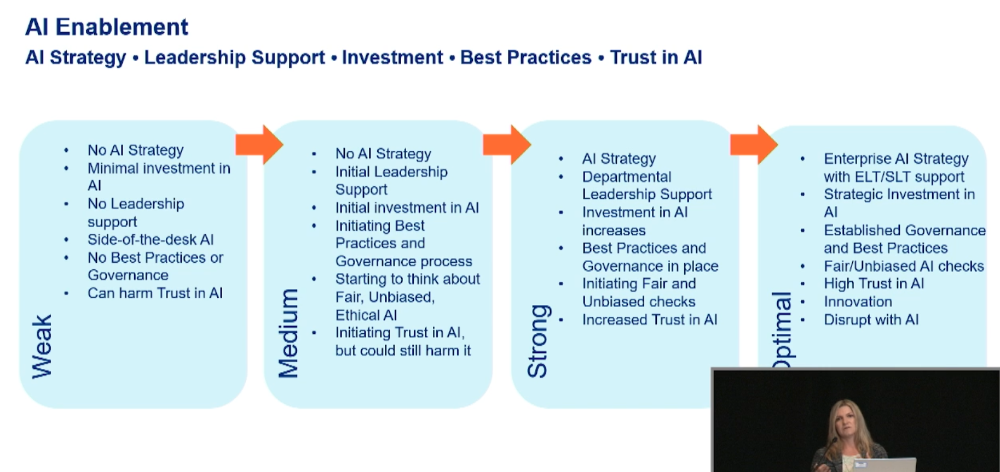 AI Enablement
AI Strategy • Leadership Support • Investment • Best Practices • Trust in AI
• No AI Strategy
• Minimal investment in
AI
• No Leadership
support
• Side-of-the-desk AI
• No Best Practices or
Governance
• Can harm Trust in AI
Weak
• No AI Strategy
• Initial Leadership
Support
• Initial investment in AI
• Initiating Best
Practices and
Governance process
• Starting to think about
Fair, Unbiased,
Ethical AI
• Initiating Trust in AI,
but could still harm it
Medium
• AI Strategy
• Departmental
Leadership Support
• Investment in AI
increases
• Best Practices and
Governance in place
• Initiating Fair and
Unbiased checks
• Increased Trust in AI
Strong
• Enterprise AI Strategy
with ELT/SLT support
• Strategic Investment in
AI
• Established Governance
and Best Practices
• Fair/Unbiased AI checks
• High Trust in AI
• Innovation
• Disrupt with AI
Optimal